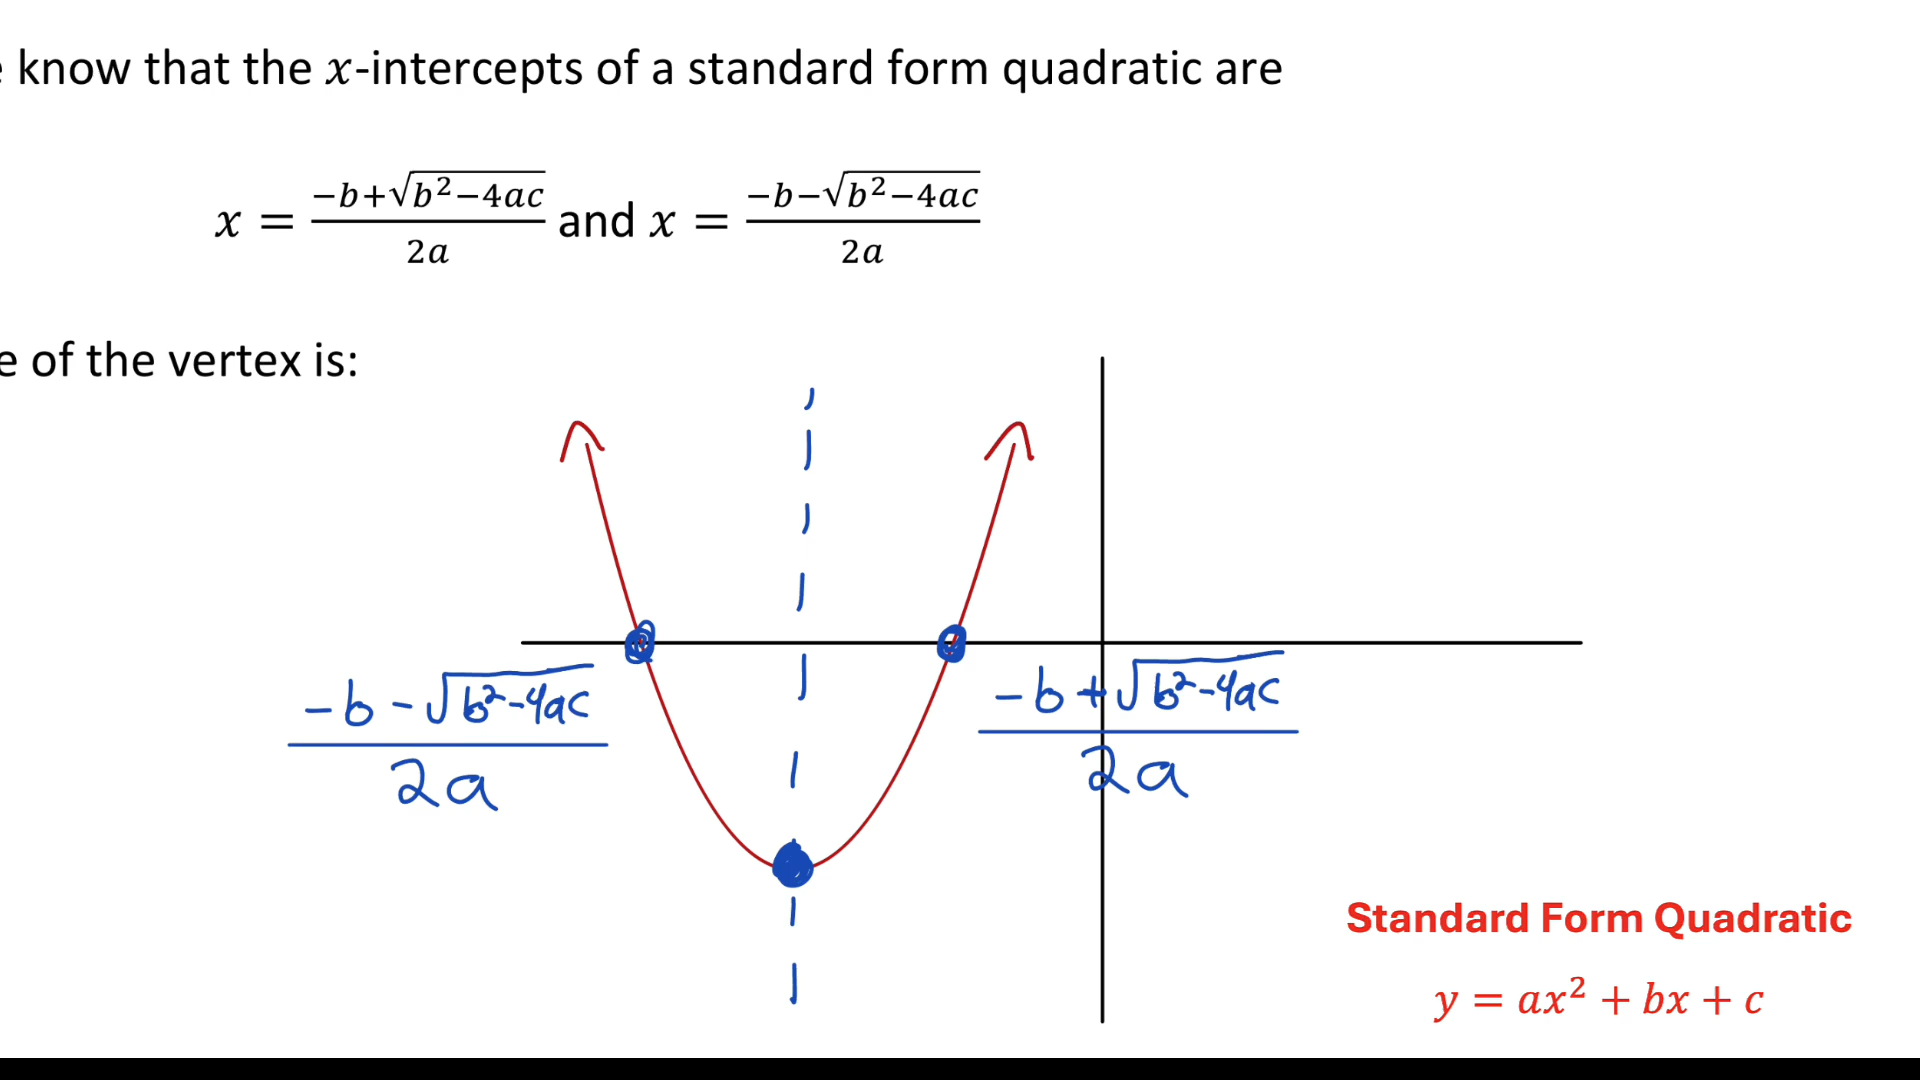 know that the x-intercepts of a standard form quadratic are
x = (−b+√(b²−4ac))/(2a) and x = (−b−√(b²−4ac))/(2a)
e of the vertex is:
(-b-√(b²-4ac))/(2a)
(-b+√(b²-4ac))/(2a)
Standard Form Quadratic
y = ax² + bx + c